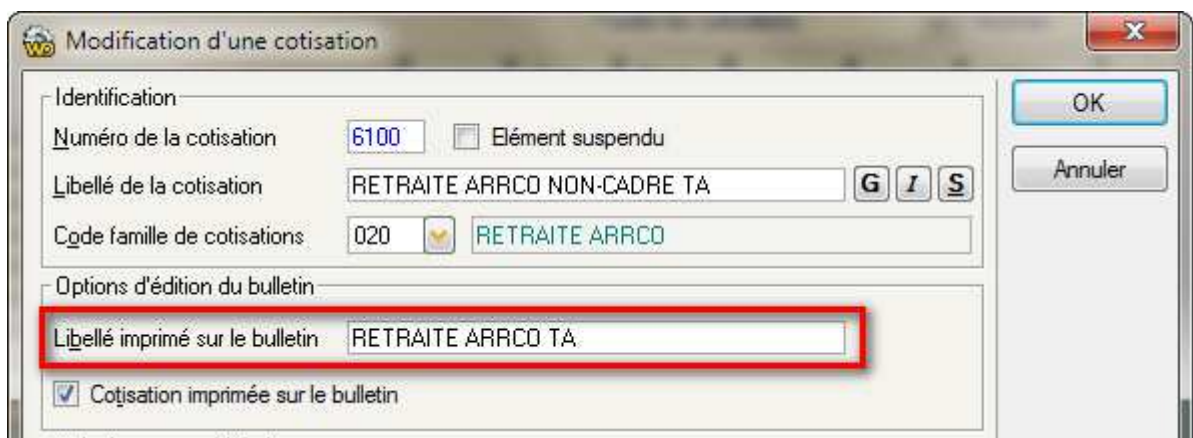 Modification d'une cotisation
Identification
OK
Numéro de la cotisation 6100 Elément suspendu
Libellé de la cotisation RETRAITE ARRCO NON-CADRE TA G I S
Annuler
Code famille de cotisations 020 RETRAITE ARRCO
Options d'édition du bulletin
Libellé imprimé sur le bulletin RETRAITE ARRCO TA
Cotisation imprimée sur le bulletin